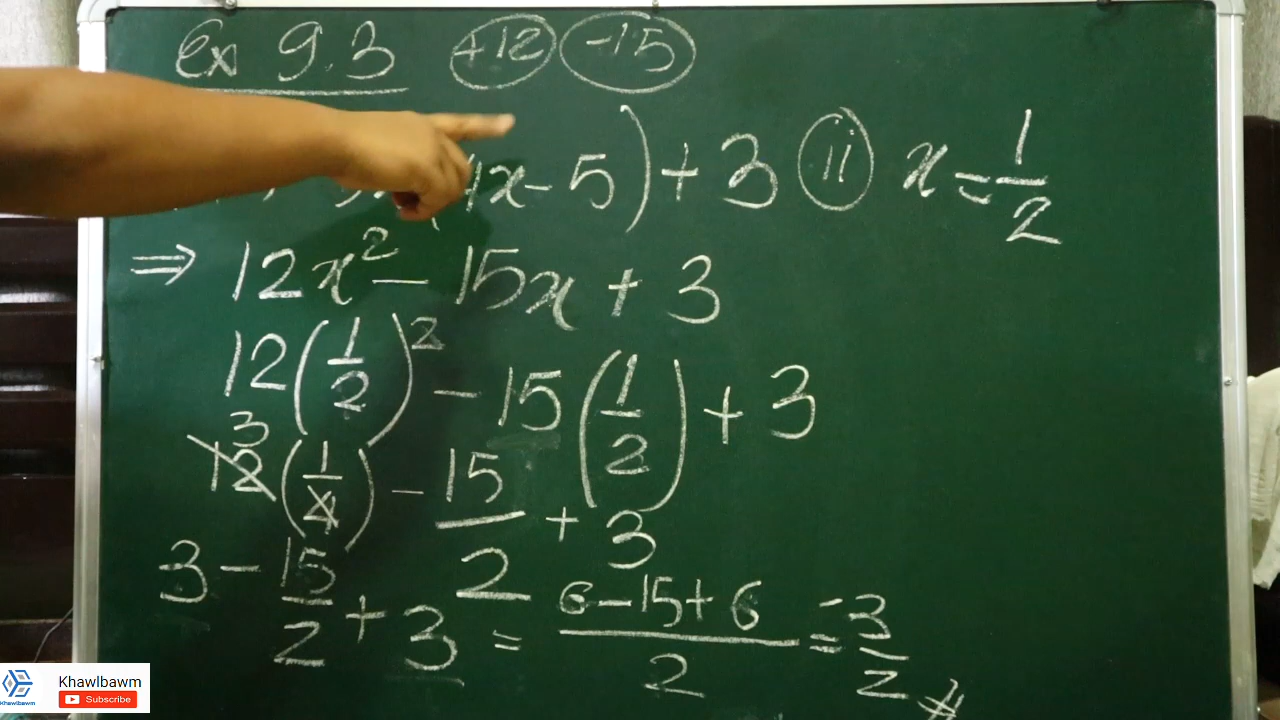 Ex 9.3 +12 -15
4x - 5) + 3 ii x = 1/2
⇒ 12x² - 15x + 3
12(1/2)² - 15(1/2) + 3
12 3 (1/4) - 15/2 + 3
3 - 15/2 + 3 = 6 - 15 + 6/2 = -3/2
Khawlbawm
Subscribe
Khawlbawm